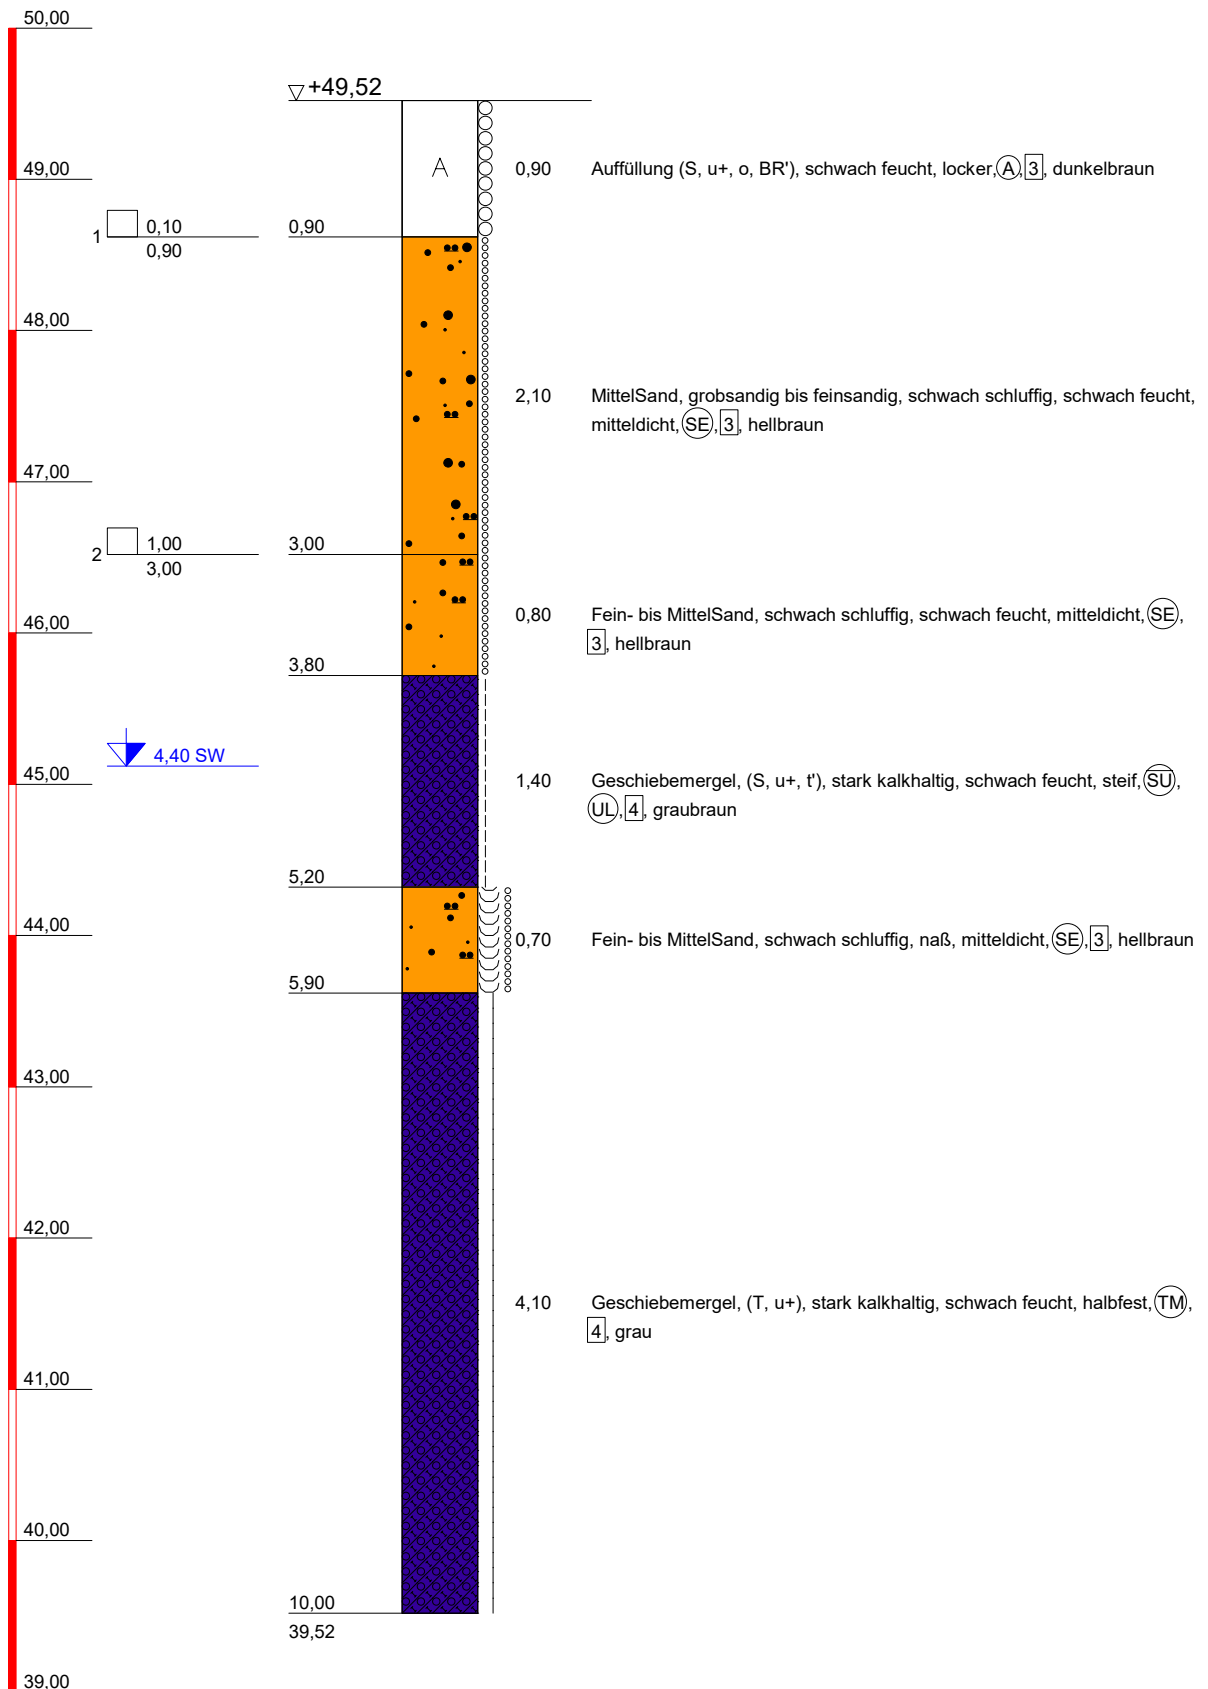 50,00
+49,52
A
0,90 Auffüllung (S, u+, o, BR'), schwach feucht, locker, A, 3, dunkelbraun
49,00
1 0,10
0,90
0,90
48,00
2,10 MittelSand, grobsandig bis feinsandig, schwach schluffig, schwach feucht,
mitteldicht, SE, 3, hellbraun
47,00
2 1,00
3,00
3,00
0,80 Fein- bis MittelSand, schwach schluffig, schwach feucht, mitteldicht, SE,
3, hellbraun
46,00
3,80
4,40 SW
45,00
1,40 Geschiebemergel, (S, u+, t'), stark kalkhaltig, schwach feucht, steif, S̅U̅,
UL, 4, graubraun
5,20
44,00
0,70 Fein- bis MittelSand, schwach schluffig, naß, mitteldicht, SE, 3, hellbraun
5,90
43,00
42,00
4,10 Geschiebemergel, (T, u+), stark kalkhaltig, schwach feucht, halbfest, TM,
4, grau
41,00
40,00
10,00
39,52
39,00